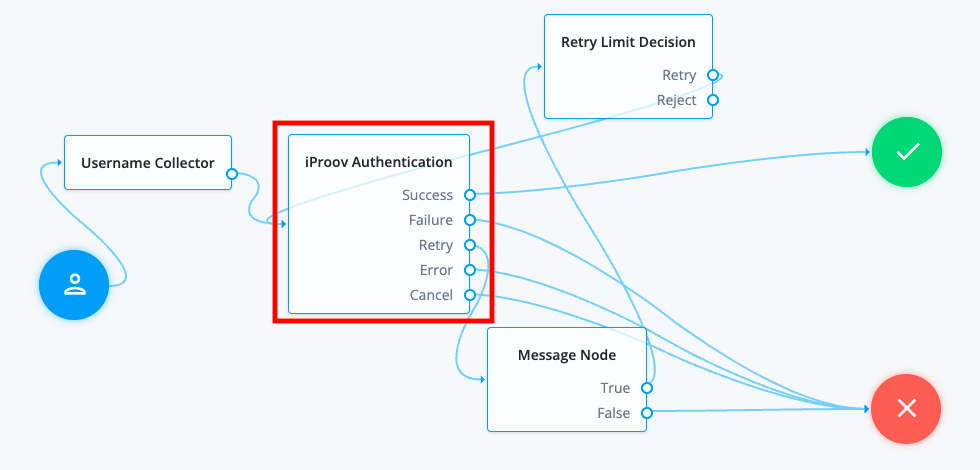 Retry Limit Decision
Retry
Reject
Username Collector
iProov Authentication
Success
Failure
Retry
Error
Cancel
Message Node
True
False